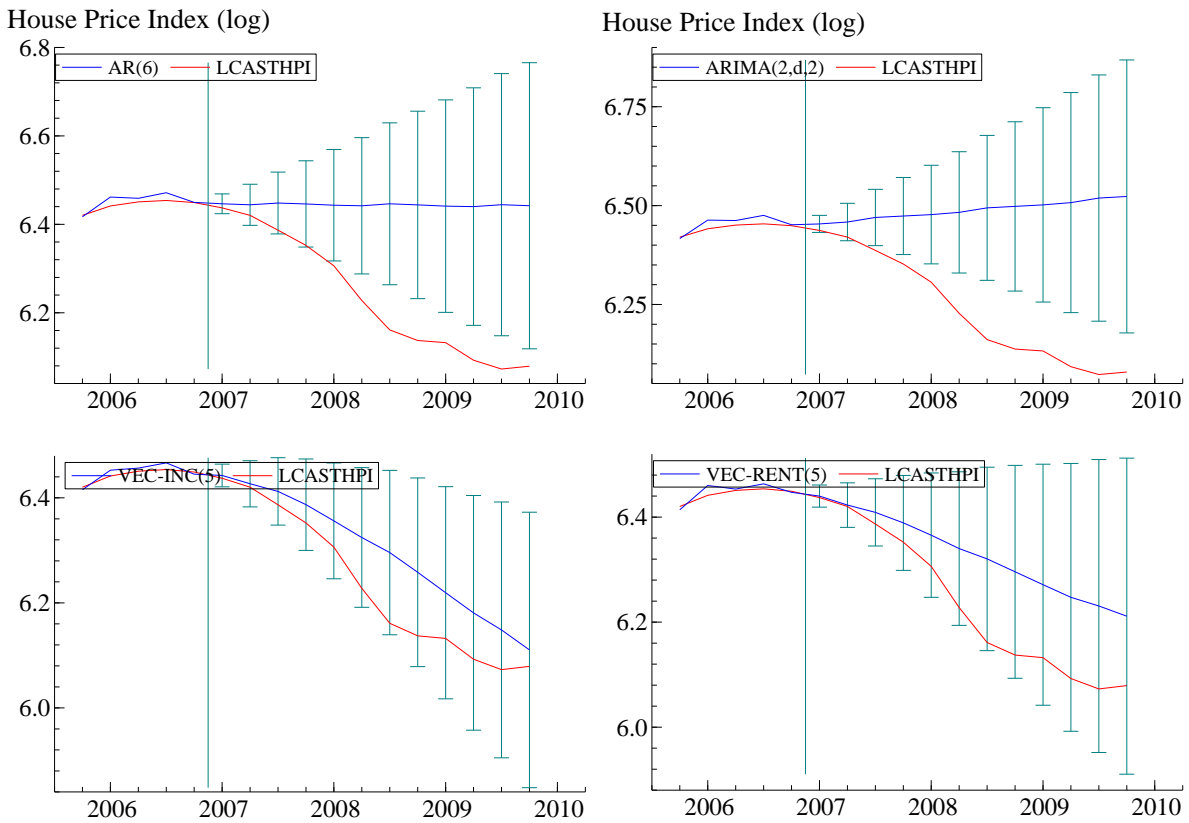 House Price Index (log)
House Price Index (log)
6.8
AR(6) LCASTHPI
6.6
6.4
6.2
2006 2007 2008 2009 2010
ARIMA(2,d,2) LCASTHPI
6.75
6.50
6.25
2006 2007 2008 2009 2010
VEC-INC(5) LCASTHPI
6.4
6.2
6.0
2006 2007 2008 2009 2010
VEC-RENT(5) LCASTHPI
6.4
6.2
6.0
2006 2007 2008 2009 2010